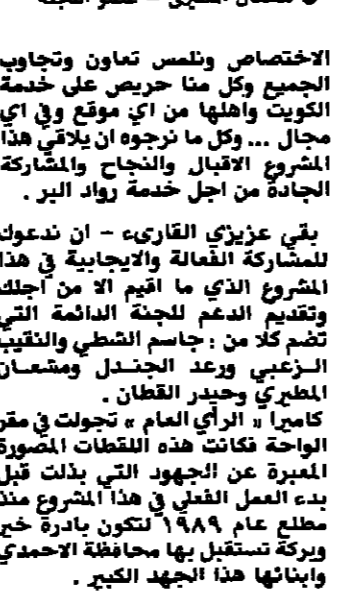 الاختصاص ونلمس تعاون وتجاوب
الجميع وكل منا حريص على خدمة
الكويت واهلها من اي موقع وفي اي
مجال ... وكل ما نرجوه ان يلاقي هذا
المشروع الاقبال والنجاح والمشاركة
الجادة من اجل خدمة رواد البر .
بقي عزيزي القارىء – ان ندعوك
للمشاركة الفعالة والايجابية في هذا
المشروع الذي ما اقيم الا من اجلك
وتقديم الدعم للجنة الدائمة التي
تضم كلا من : جاسم الشطي والنقيب
الزعبي ورعد الجندل ومشعان
المطيري وحيدر القطان .
كاميرا « الرأي العام » تجولت في مقر
الواحة فكانت هذه اللقطات المصورة
المعبرة عن الجهود التي بذلت قبل
بدء العمل الفعلي في هذا المشروع منذ
مطلع عام ١٩٨٩ لتكون بادرة خير
وبركة تستقبل بها محافظة الاحمدي
وابنائها هذا الجهد الكبير .